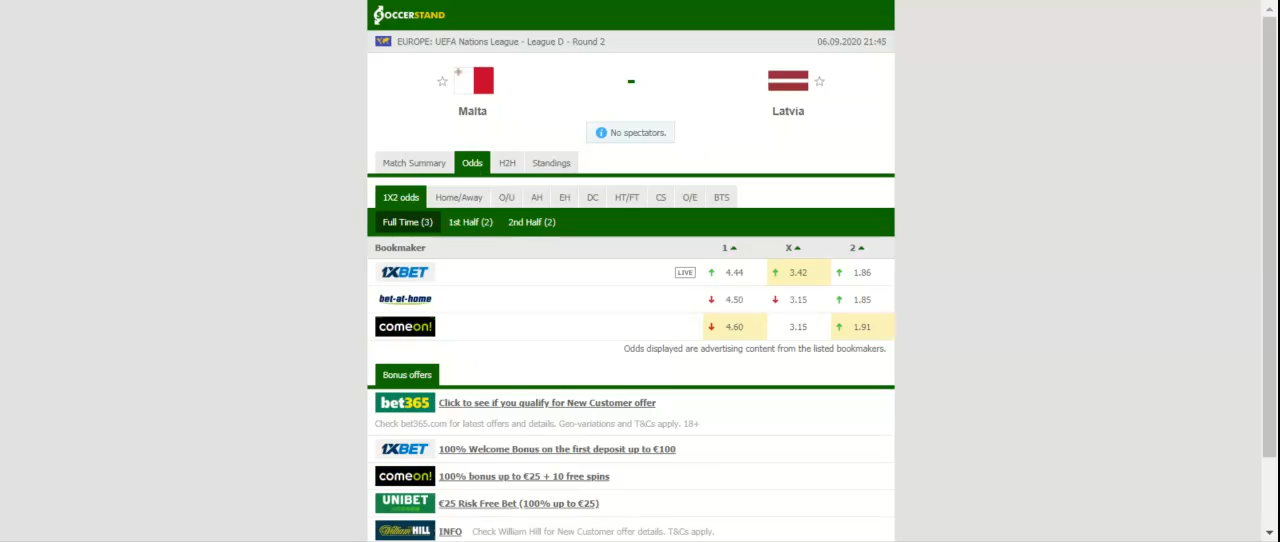 SOCCERSTAND
EUROPE: UEFA Nations League - League D - Round 2 06.09.2020 21:45
-
Malta Latvia
No spectators.
Match Summary Odds H2H Standings
1X2 odds Home/Away O/U AH EH DC HT/FT CS O/E BTS
Full Time (3) 1st Half (2) 2nd Half (2)
Bookmaker 1 X 2
1XBET LIVE 4.44 3.42 1.86
bet-at-home 4.50 3.15 1.85
comeon! 4.60 3.15 1.91
Odds displayed are advertising content from the listed bookmakers.
Bonus offers
bet365 Click to see if you qualify for New Customer offer
Check bet365.com for latest offers and details. Geo-variations and T&Cs apply. 18+
1XBET 100% Welcome Bonus on the first deposit up to €100
comeon! 100% bonus up to €25 + 10 free spins
UNIBET €25 Risk Free Bet (100% up to €25)
William HILL INFO Check William Hill for New Customer offer details. T&Cs apply.